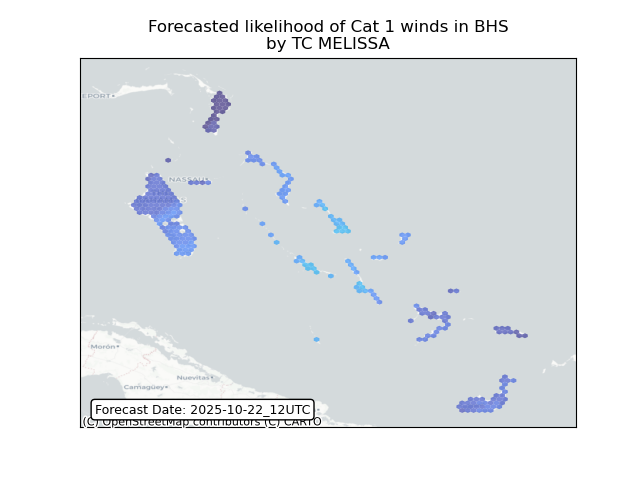 Forecasted likelihood of Cat 1 winds in BHS
by TC MELISSA
EPORT
NASSAU
Morón
Nuevitas
Camagüey
Forecast Date: 2025-10-22_12UTC
(C) OpenStreetMap contributors (C) CARTO